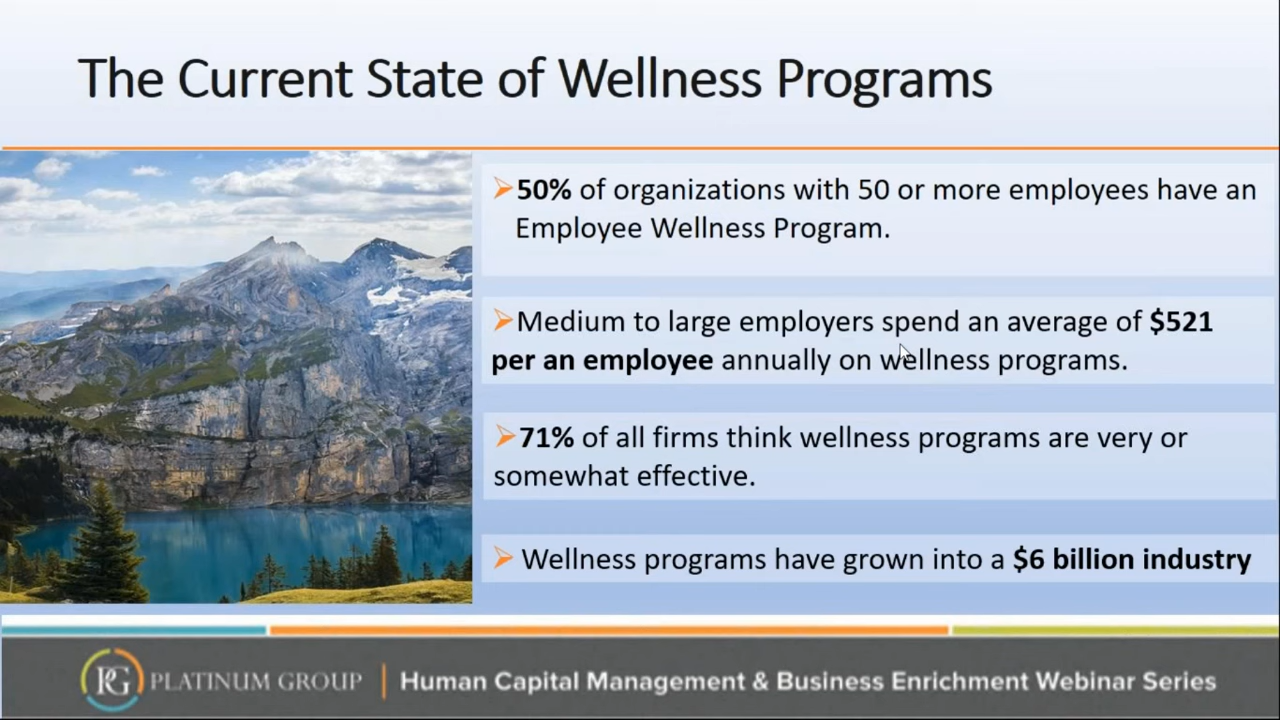 The Current State of Wellness Programs
➢50% of organizations with 50 or more employees have an
Employee Wellness Program.
➢Medium to large employers spend an average of $521
per an employee annually on wellness programs.
➢71% of all firms think wellness programs are very or
somewhat effective.
➢ Wellness programs have grown into a $6 billion industry
PG PLATINUM GROUP | Human Capital Management & Business Enrichment Webinar Series